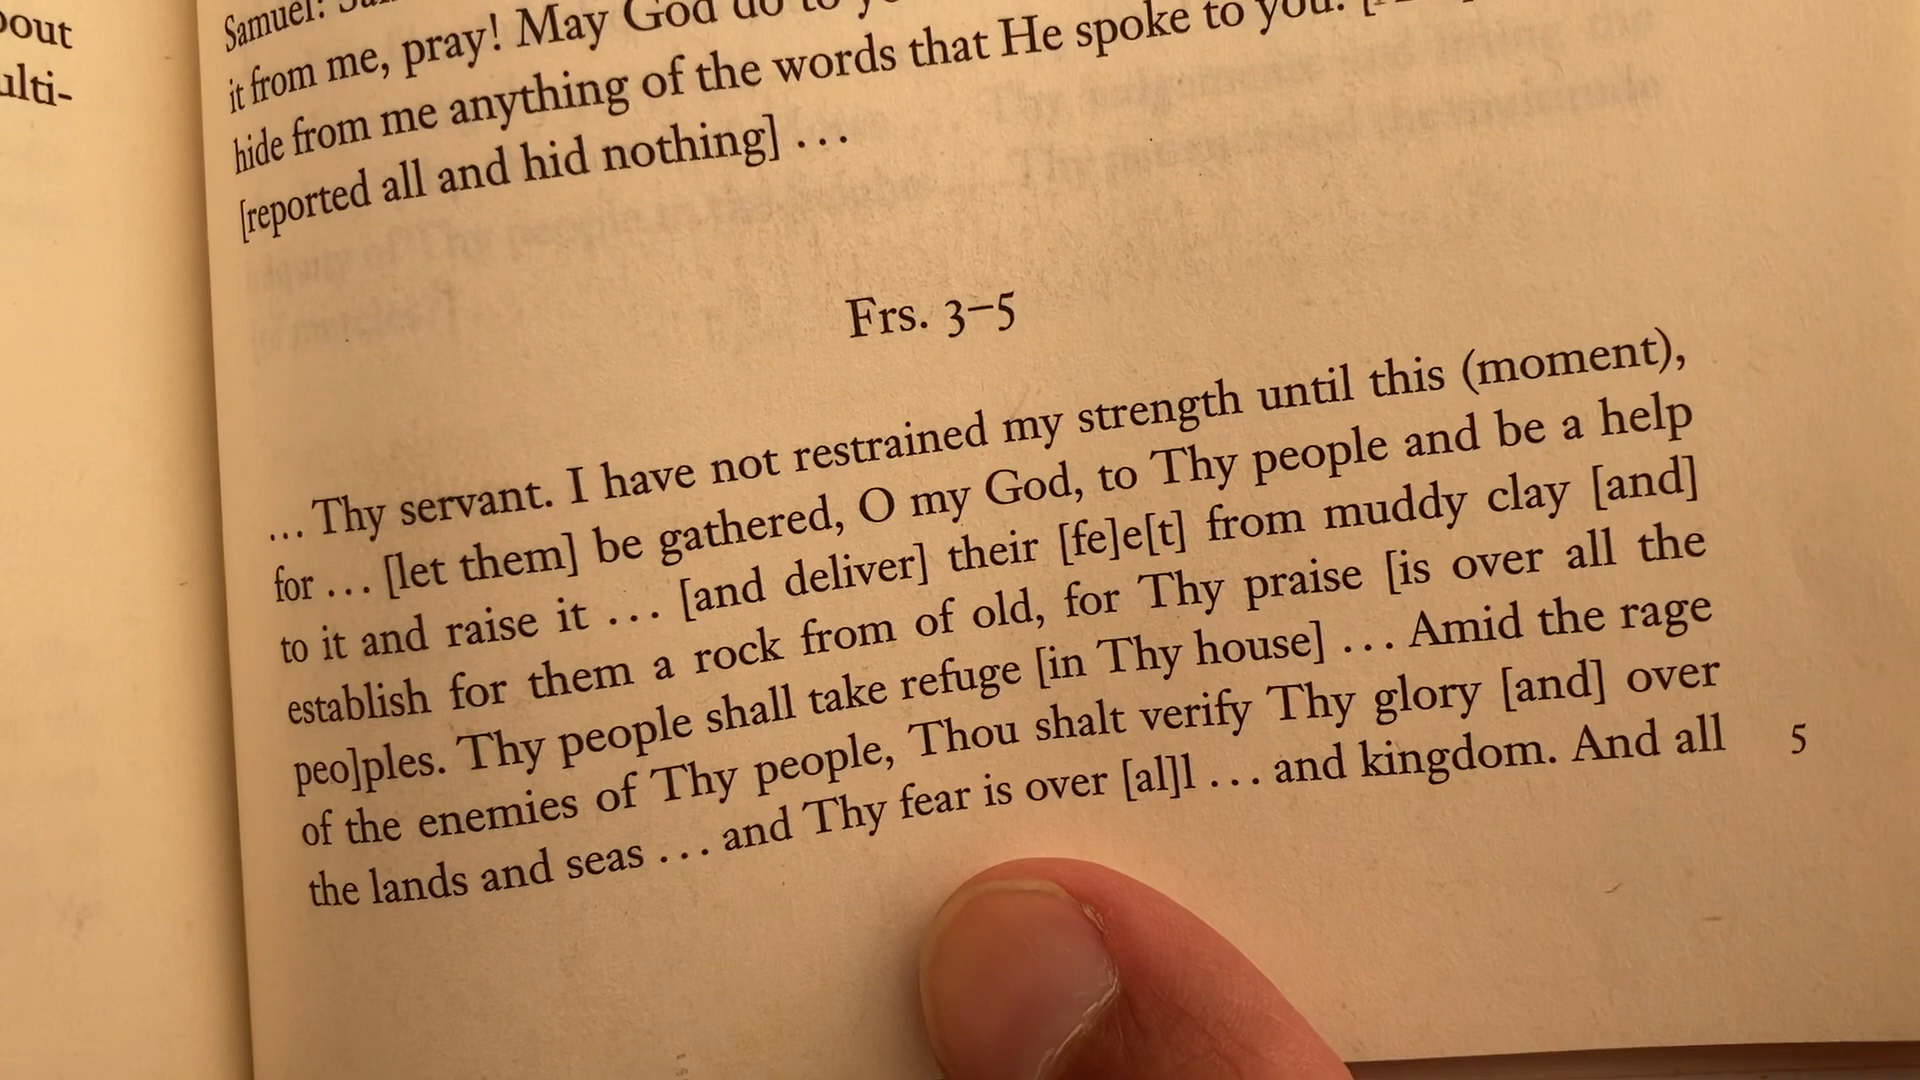 out
ulti-
Samuel:
it from me, pray! May God do to
hide from me anything of the words that He spoke to you.
[reported all and hid nothing] ...
Frs. 3–5
... Thy servant. I have not restrained my strength until this (moment),
for ... [let them] be gathered, O my God, to Thy people and be a help
to it and raise it ... [and deliver] their [fe]e[t] from muddy clay [and]
establish for them a rock from of old, for Thy praise [is over all the
peo]ples. Thy people shall take refuge [in Thy house] ... Amid the rage
of the enemies of Thy people, Thou shalt verify Thy glory [and] over
the lands and seas ... and Thy fear is over [al]l ... and kingdom. And all
5